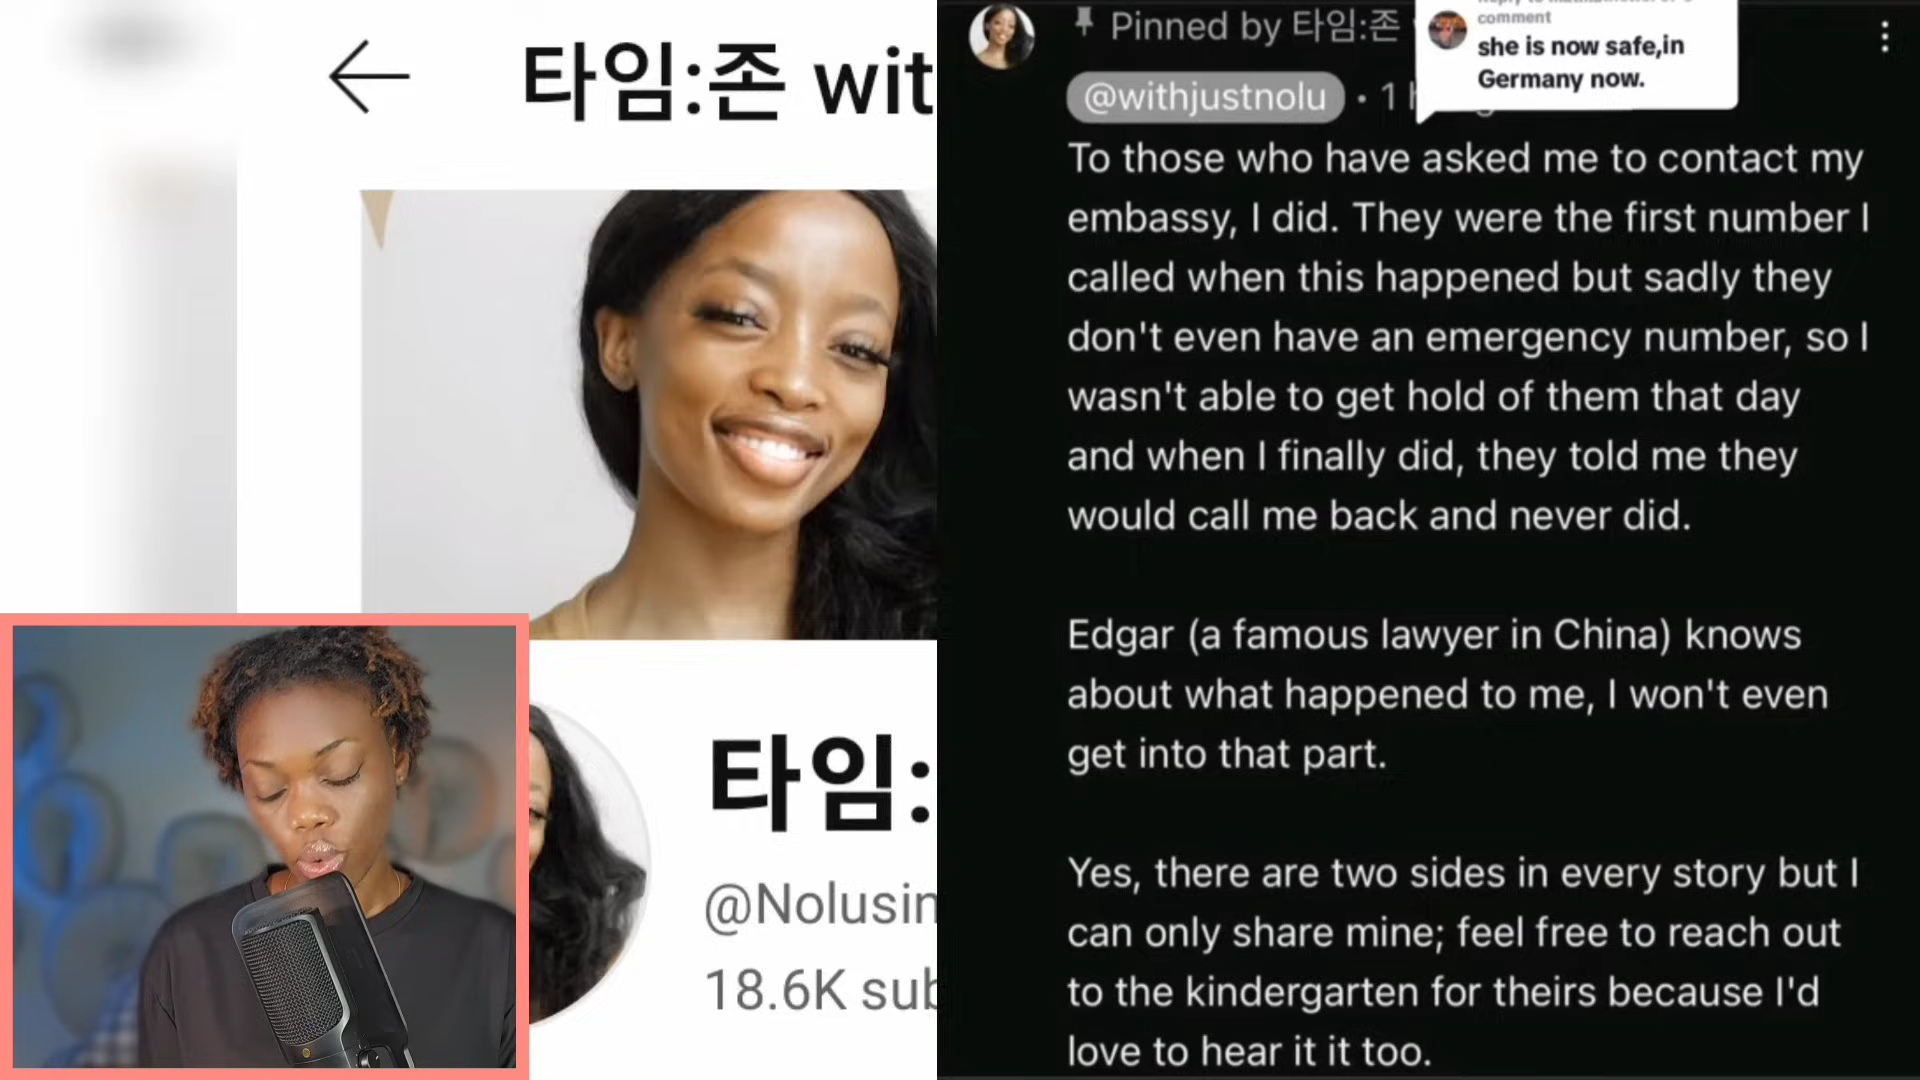 타임:존 wit
타임:
@Nolusin
18.6K sub
Pinned by 타임:존
comment
she is now safe,in
Germany now.
@withjustnolu • 1 h
To those who have asked me to contact my
embassy, I did. They were the first number I
called when this happened but sadly they
don't even have an emergency number, so I
wasn't able to get hold of them that day
and when I finally did, they told me they
would call me back and never did.
Edgar (a famous lawyer in China) knows
about what happened to me, I won't even
get into that part.
Yes, there are two sides in every story but I
can only share mine; feel free to reach out
to the kindergarten for theirs because I'd
love to hear it it too.